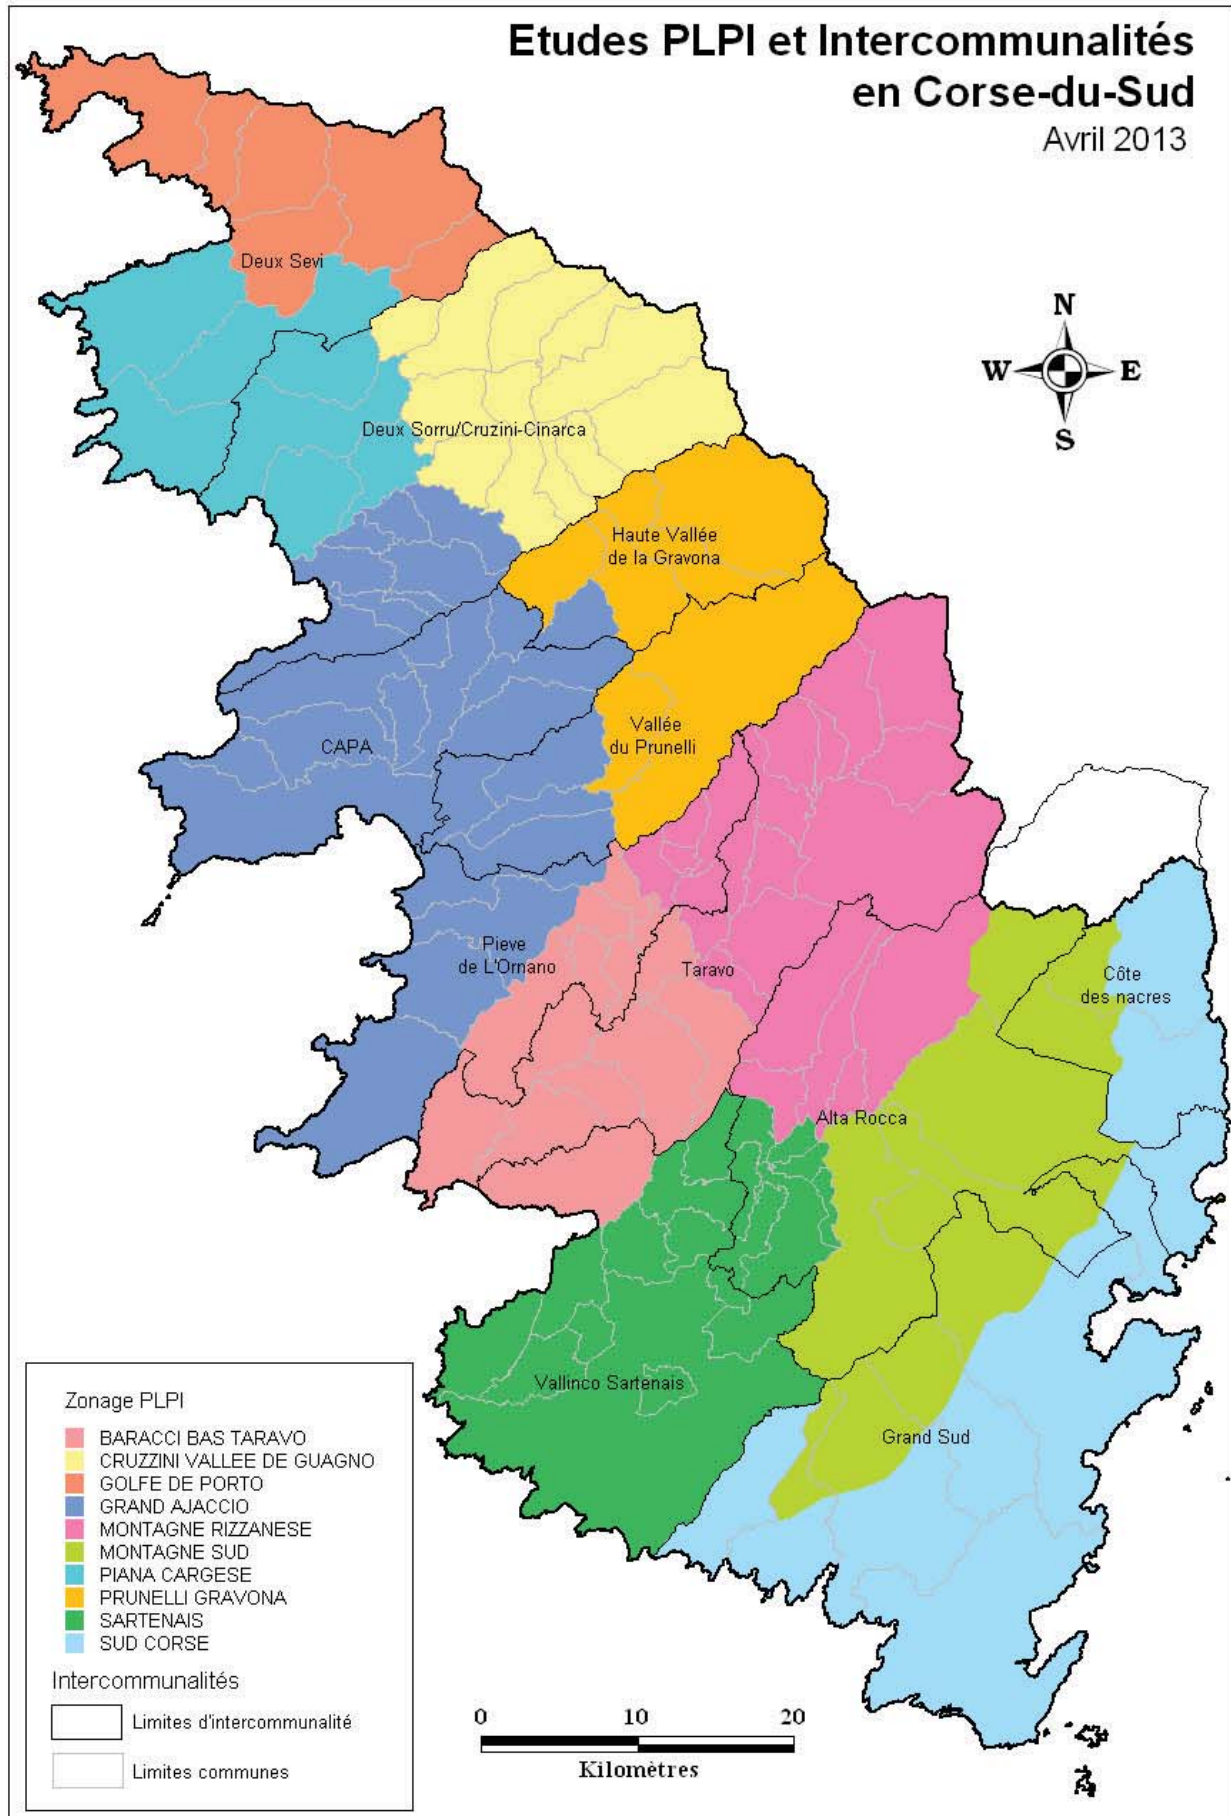 Etudes PLPI et Intercommunalités
en Corse-du-Sud
Avril 2013
N
W
E
S
Deux Sevi
Deux Sorru/Cruzini-Cinarca
Haute Vallée
de la Gravona
Vallée
du Prunelli
CAPA
Pieve
de L'Ornano
Taravo
Côte
des nacres
Alta Rocca
Vallinco Sartenais
Grand Sud
Zonage PLPI
BARACCI BAS TARAVO
CRUZZINI VALLEE DE GUAGNO
GOLFE DE PORTO
GRAND AJACCIO
MONTAGNE RIZZANESE
MONTAGNE SUD
PIANA CARGESE
PRUNELLI GRAVONA
SARTENAIS
SUD CORSE
Intercommunalités
Limites d'intercommunalité
Limites communes
0 10 20
Kilomètres